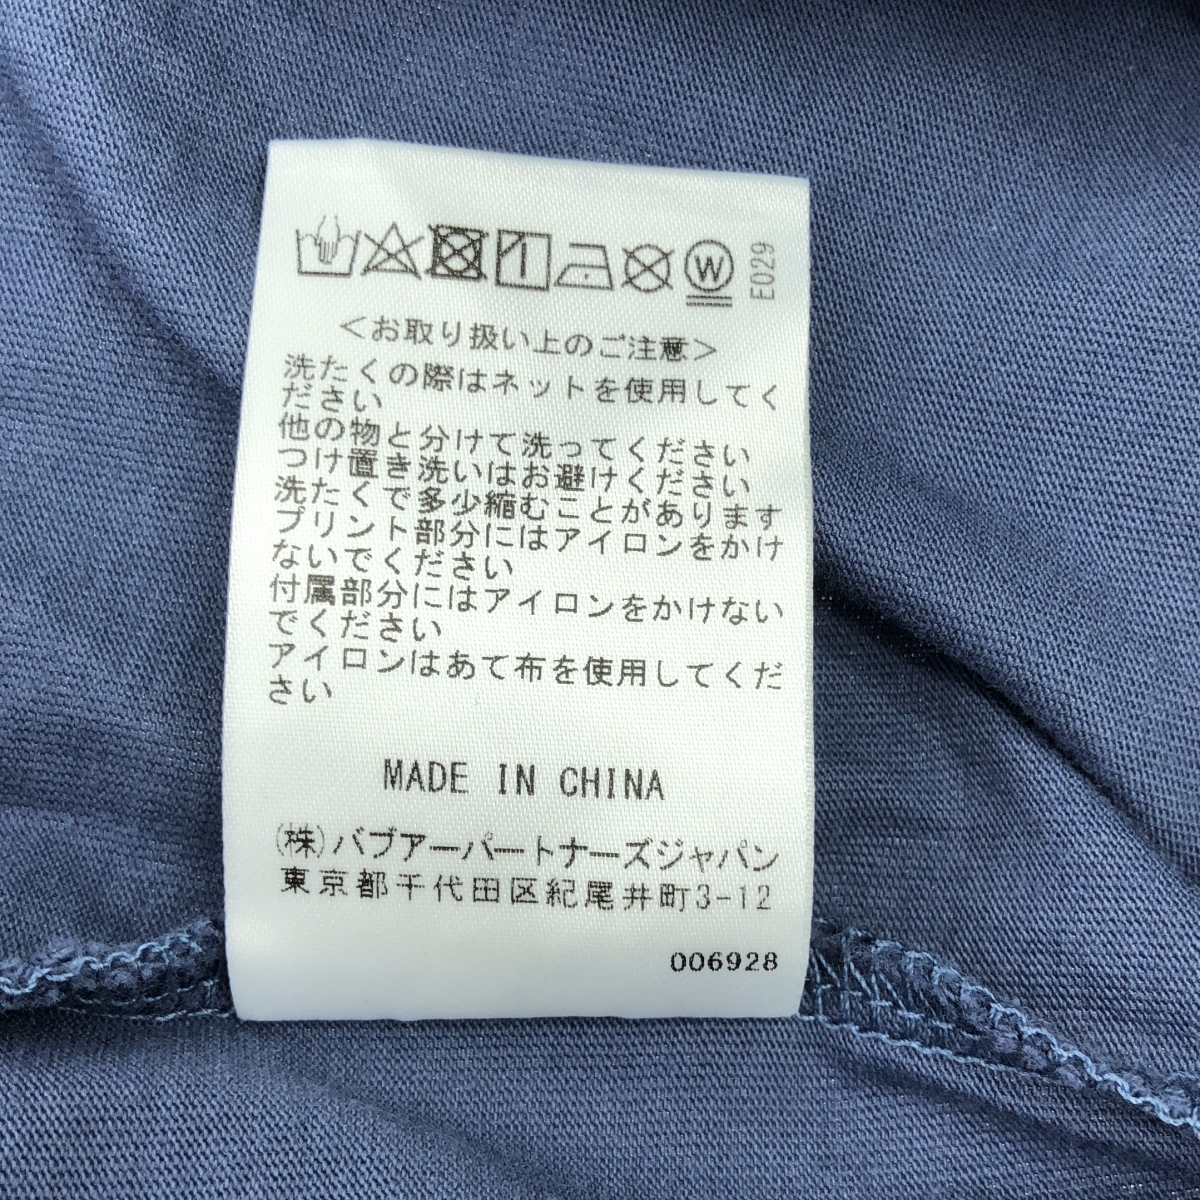 W
E029
＜お取り扱い上のご注意＞
洗たくの際はネットを使用してく
ださい
他の物と分けて洗ってください
つけ置き洗いはお避けください
洗たくで多少縮むことがあります
プリント部分にはアイロンをかけ
ないでください
付属部分にはアイロンをかけない
でください
アイロンはあて布を使用してくだ
さい
MADE IN CHINA
(株)バブアーパートナーズジャパン
東京都千代田区紀尾井町3-12
006928